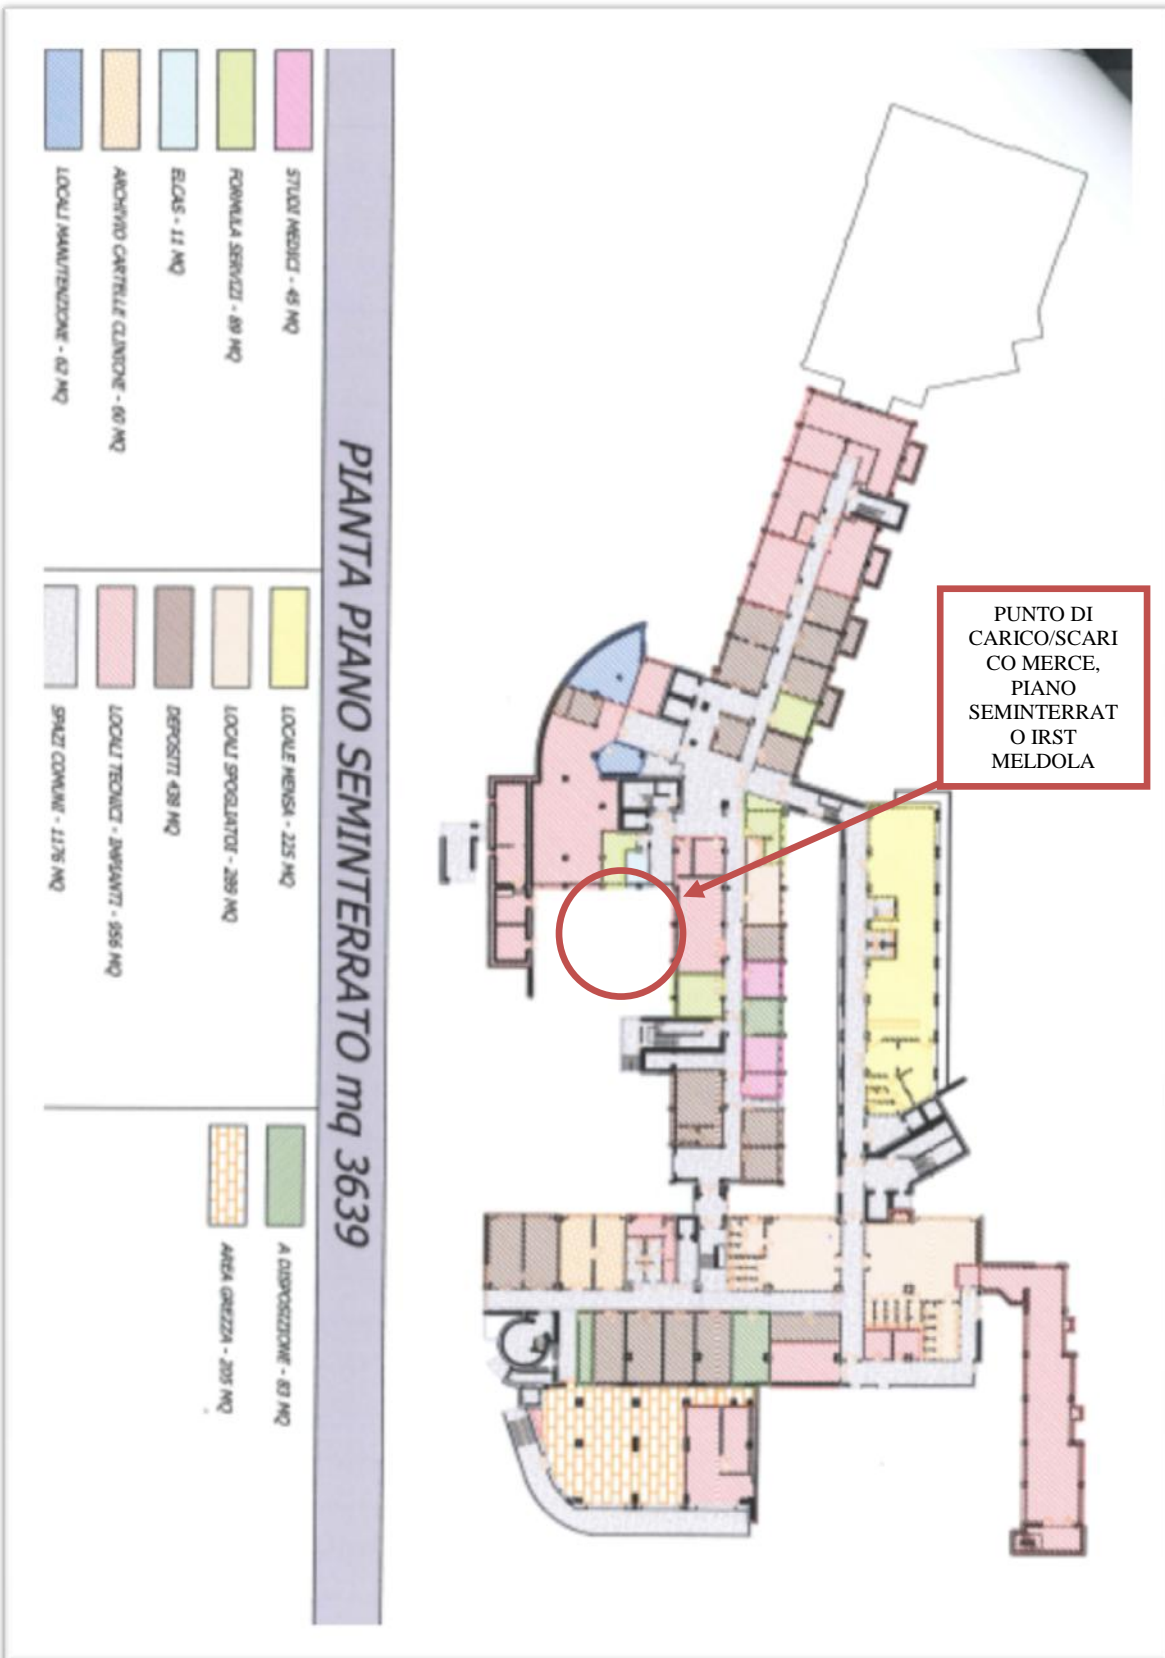 PIANTA PIANO SEMINTERRATO mq 3639
STUDI MEDICI - 45 MQ
FORMULA SERVIZI - 89 MQ
ELCAS - 11 MQ
ARCHIVIO CARTELLE CLINICHE - 60 MQ
LOCALI MANUTENZIONE - 62 MQ
LOCALE MENSA - 225 MQ
LOCALI SPOGLIATOI - 289 MQ
DEPOSITI 438 MQ
LOCALI TECNICI - IMPIANTI - 956 MQ
SPAZI COMUNI - 1176 MQ
A DISPOSIZIONE - 83 MQ
AREA GREZZA - 205 MQ
PUNTO DI
CARICO/SCARI
CO MERCE,
PIANO
SEMINTERRAT
O IRST
MELDOLA